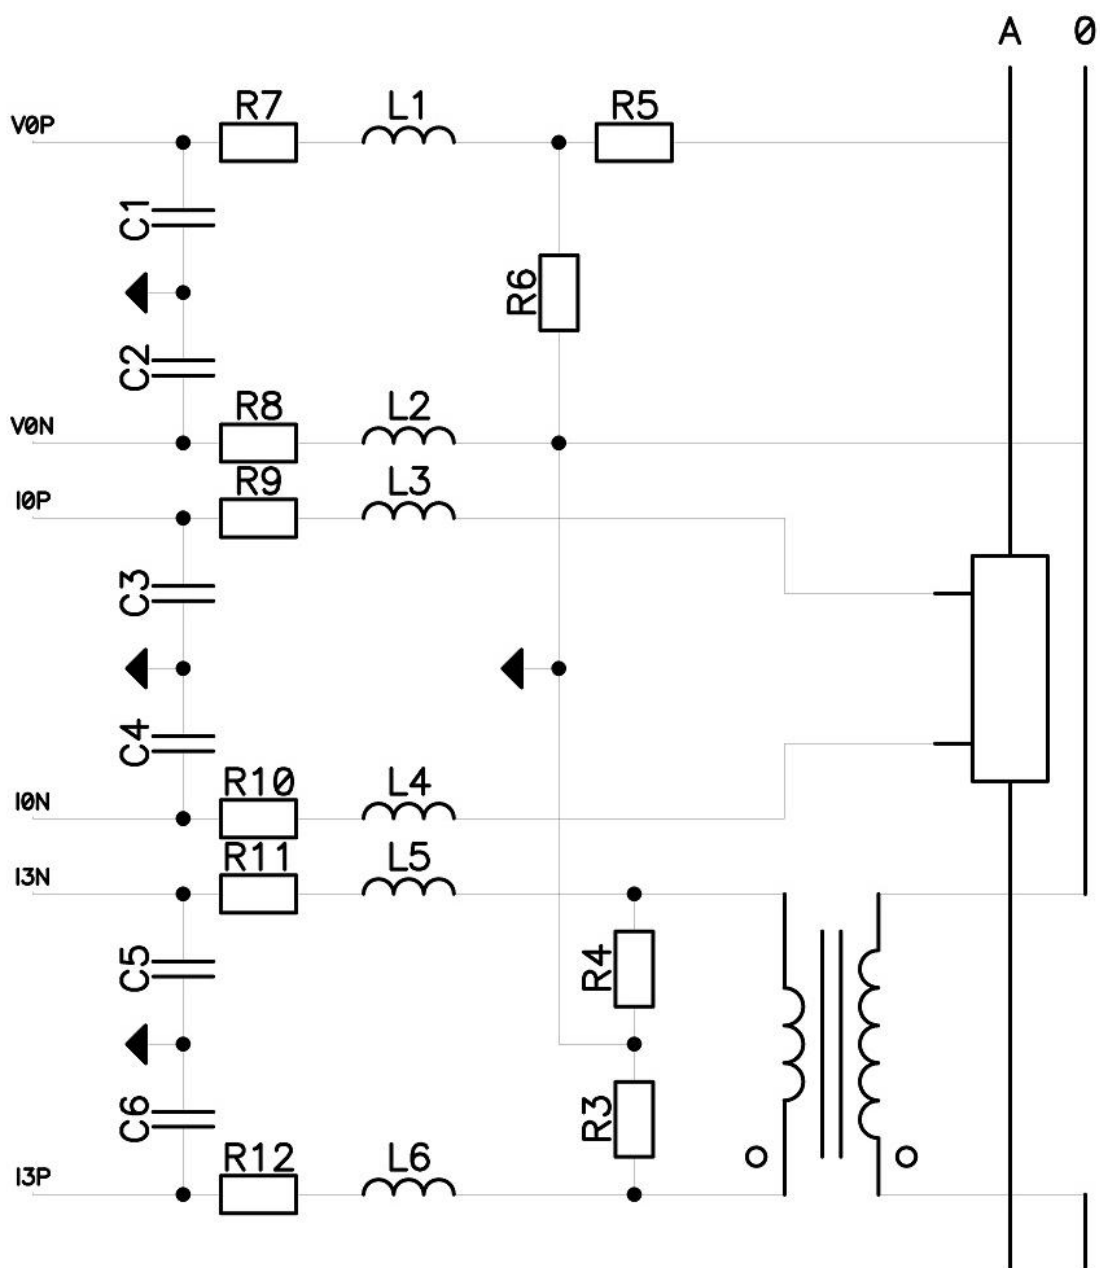 A 0
R7 L1 R5
V0P
C1
R6
C2
R8 L2
V0N
R9 L3
I0P
C3
C4
R10 L4
I0N
R11 L5
I3N
C5
R4
C6
R3
R12 L6
I3P